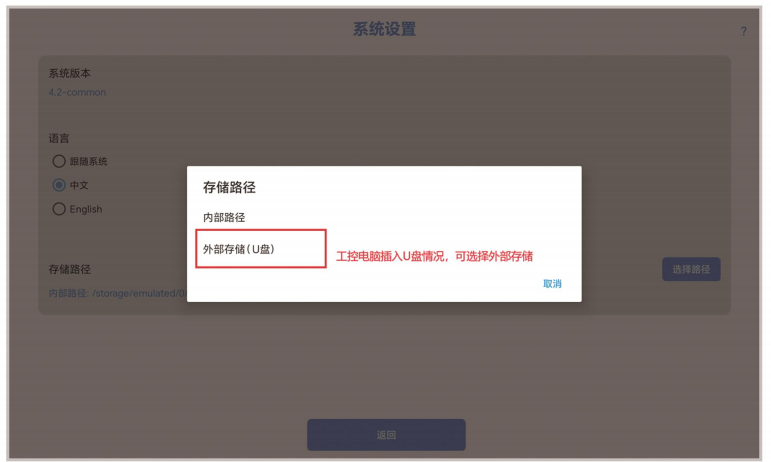 系统设置
?
系统版本
4.2-common
语言
跟随系统
中文
English
存储路径
内部路径
外部存储(U盘)
工控电脑插入U盘情况，可选择外部存储
取消
存储路径
选择路径
内部路径: /storage/emulated/0/
返回